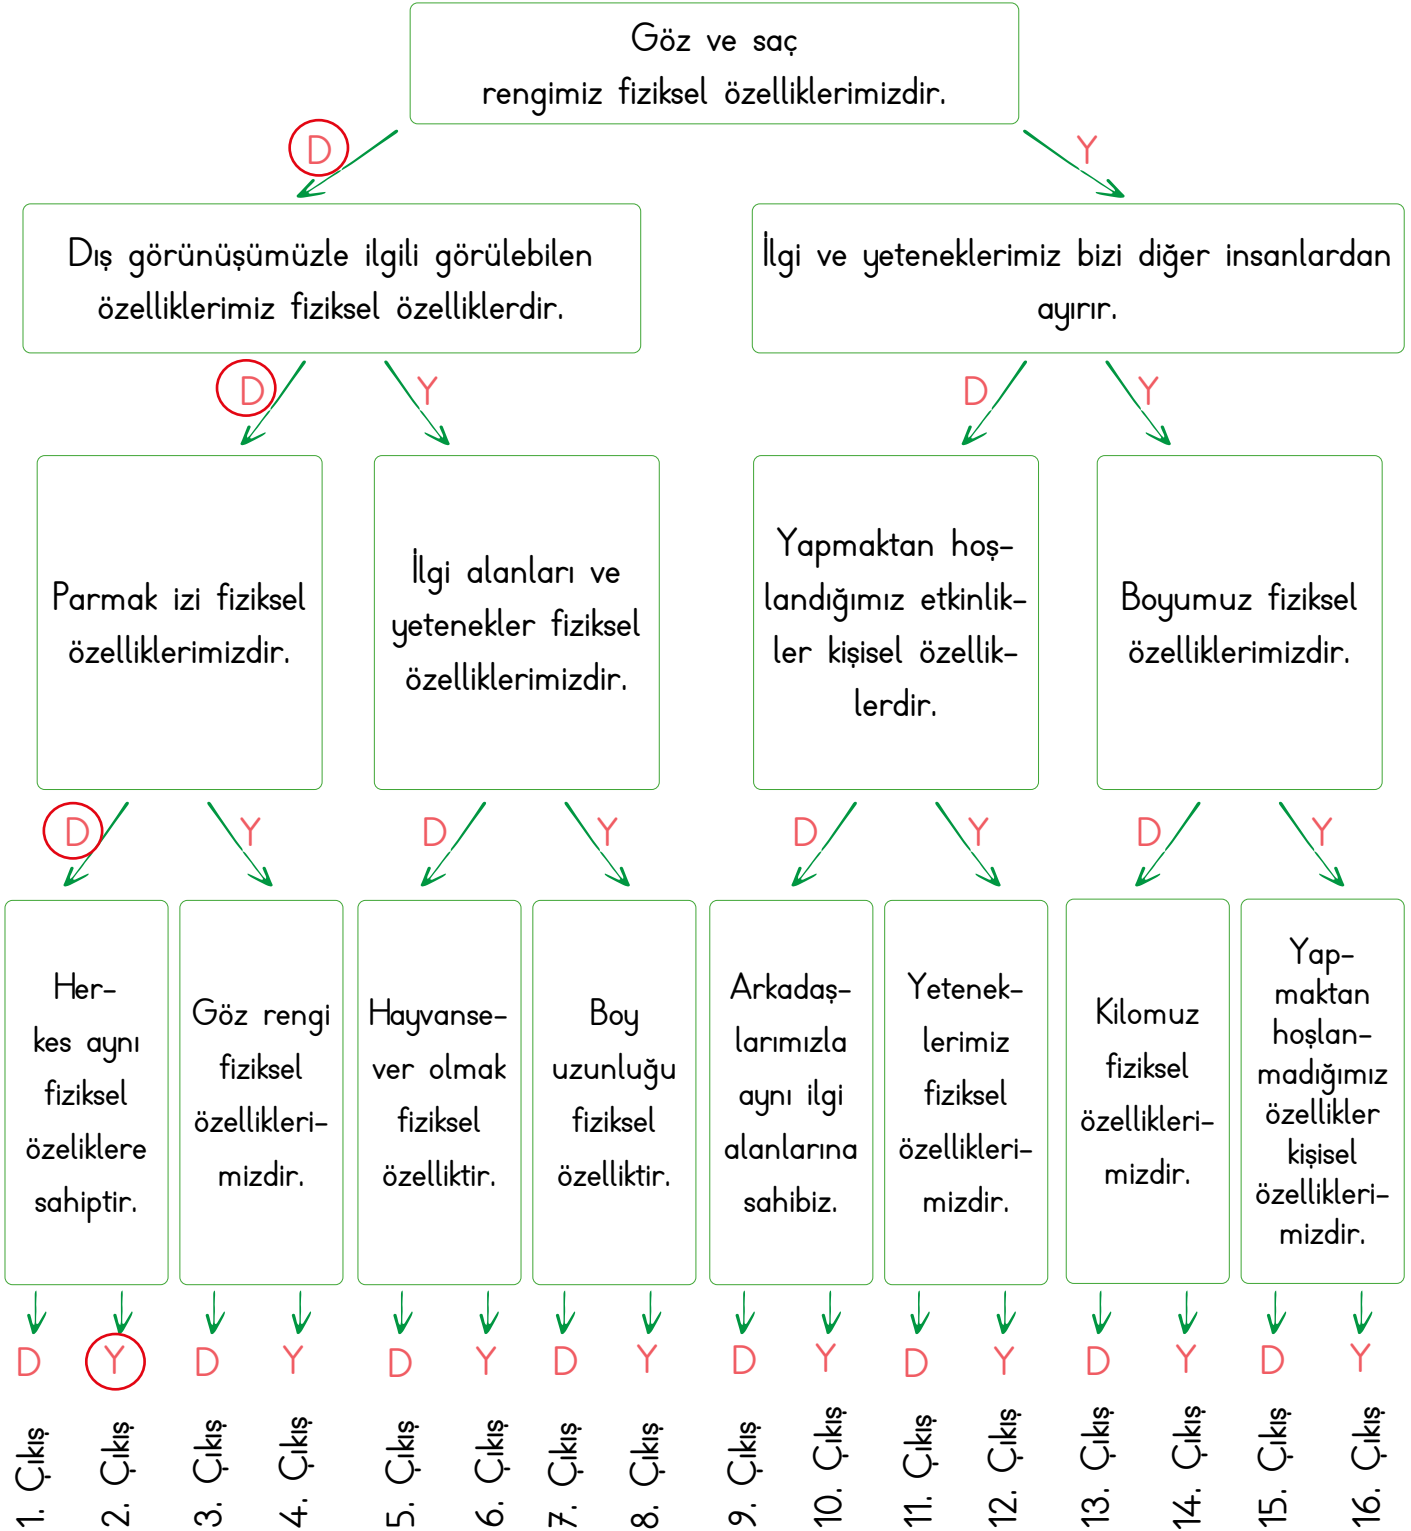 Göz ve saç
rengimiz fiziksel özelliklerimizdir.
D
Y
Dış görünüşümüzle ilgili görülebilen
özelliklerimiz fiziksel özelliklerdir.
İlgi ve yeteneklerimiz bizi diğer insanlardan
ayırır.
D
Y
D
Y
Parmak izi fiziksel
özelliklerimizdir.
İlgi alanları ve
yetenekler fiziksel
özelliklerimizdir.
Yapmaktan hoş-
landığımız etkinlik-
ler kişisel özellik-
lerdir.
Boyumuz fiziksel
özelliklerimizdir.
D
Y
D
Y
D
Y
D
Y
Her-
kes aynı
fiziksel
özeliklere
sahiptir.
Göz rengi
fiziksel
özellikleri-
mizdir.
Hayvanse-
ver olmak
fiziksel
özelliktir.
Boy
uzunluğu
fiziksel
özelliktir.
Arkadaş-
larımızla
aynı ilgi
alanlarına
sahibiz.
Yetenek-
lerimiz
fiziksel
özellikleri-
mizdir.
Kilomuz
fiziksel
özellikleri-
mizdir.
Yap-
maktan
hoşlan-
madığımız
özellikler
kişisel
özellikleri-
mizdir.
D
Y
D
Y
D
Y
D
Y
D
Y
D
Y
D
Y
D
Y
1. Çıkış
2. Çıkış
3. Çıkış
4. Çıkış
5. Çıkış
6. Çıkış
7. Çıkış
8. Çıkış
9. Çıkış
10. Çıkış
11. Çıkış
12. Çıkış
13. Çıkış
14. Çıkış
15. Çıkış
16. Çıkış